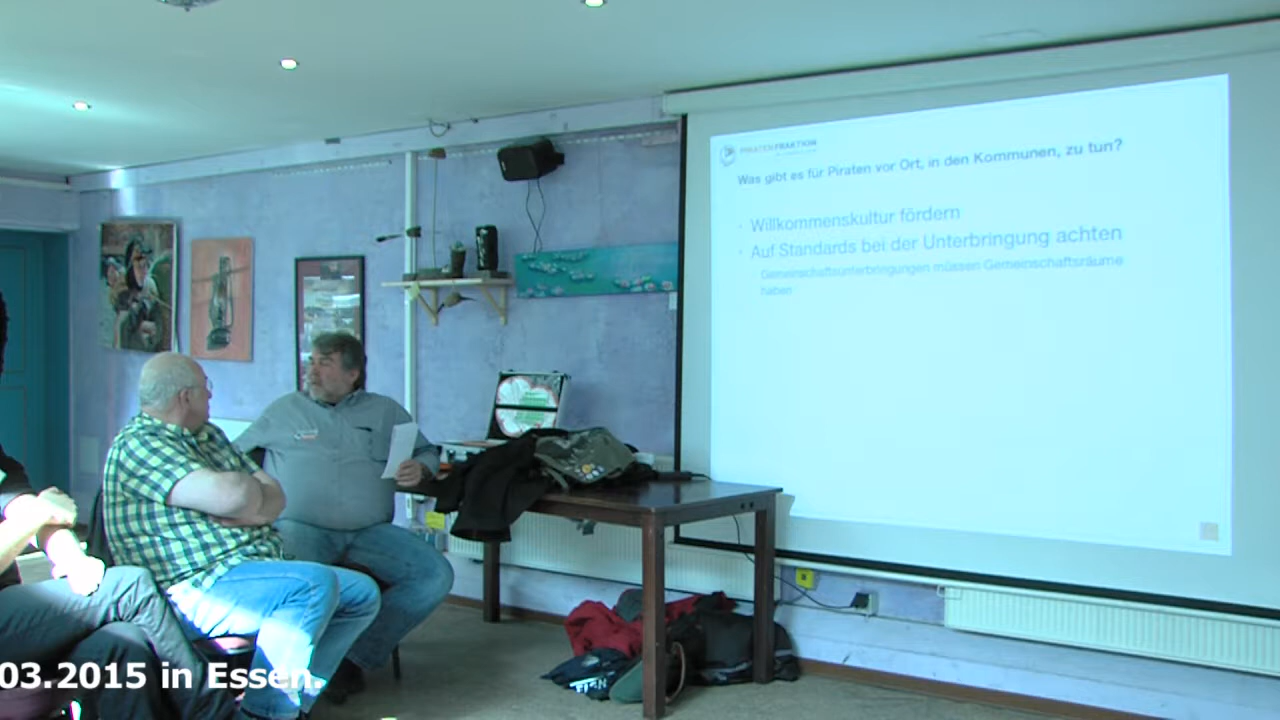 PIRATENFRAKTION
Was gibt es für Piraten vor Ort, in den Kommunen, zu tun?
· Willkommenskultur fördern
· Auf Standards bei der Unterbringung achten
Gemeinschaftsunterbringungen müssen Gemeinschaftsräume
haben
03.2015 in Essen.